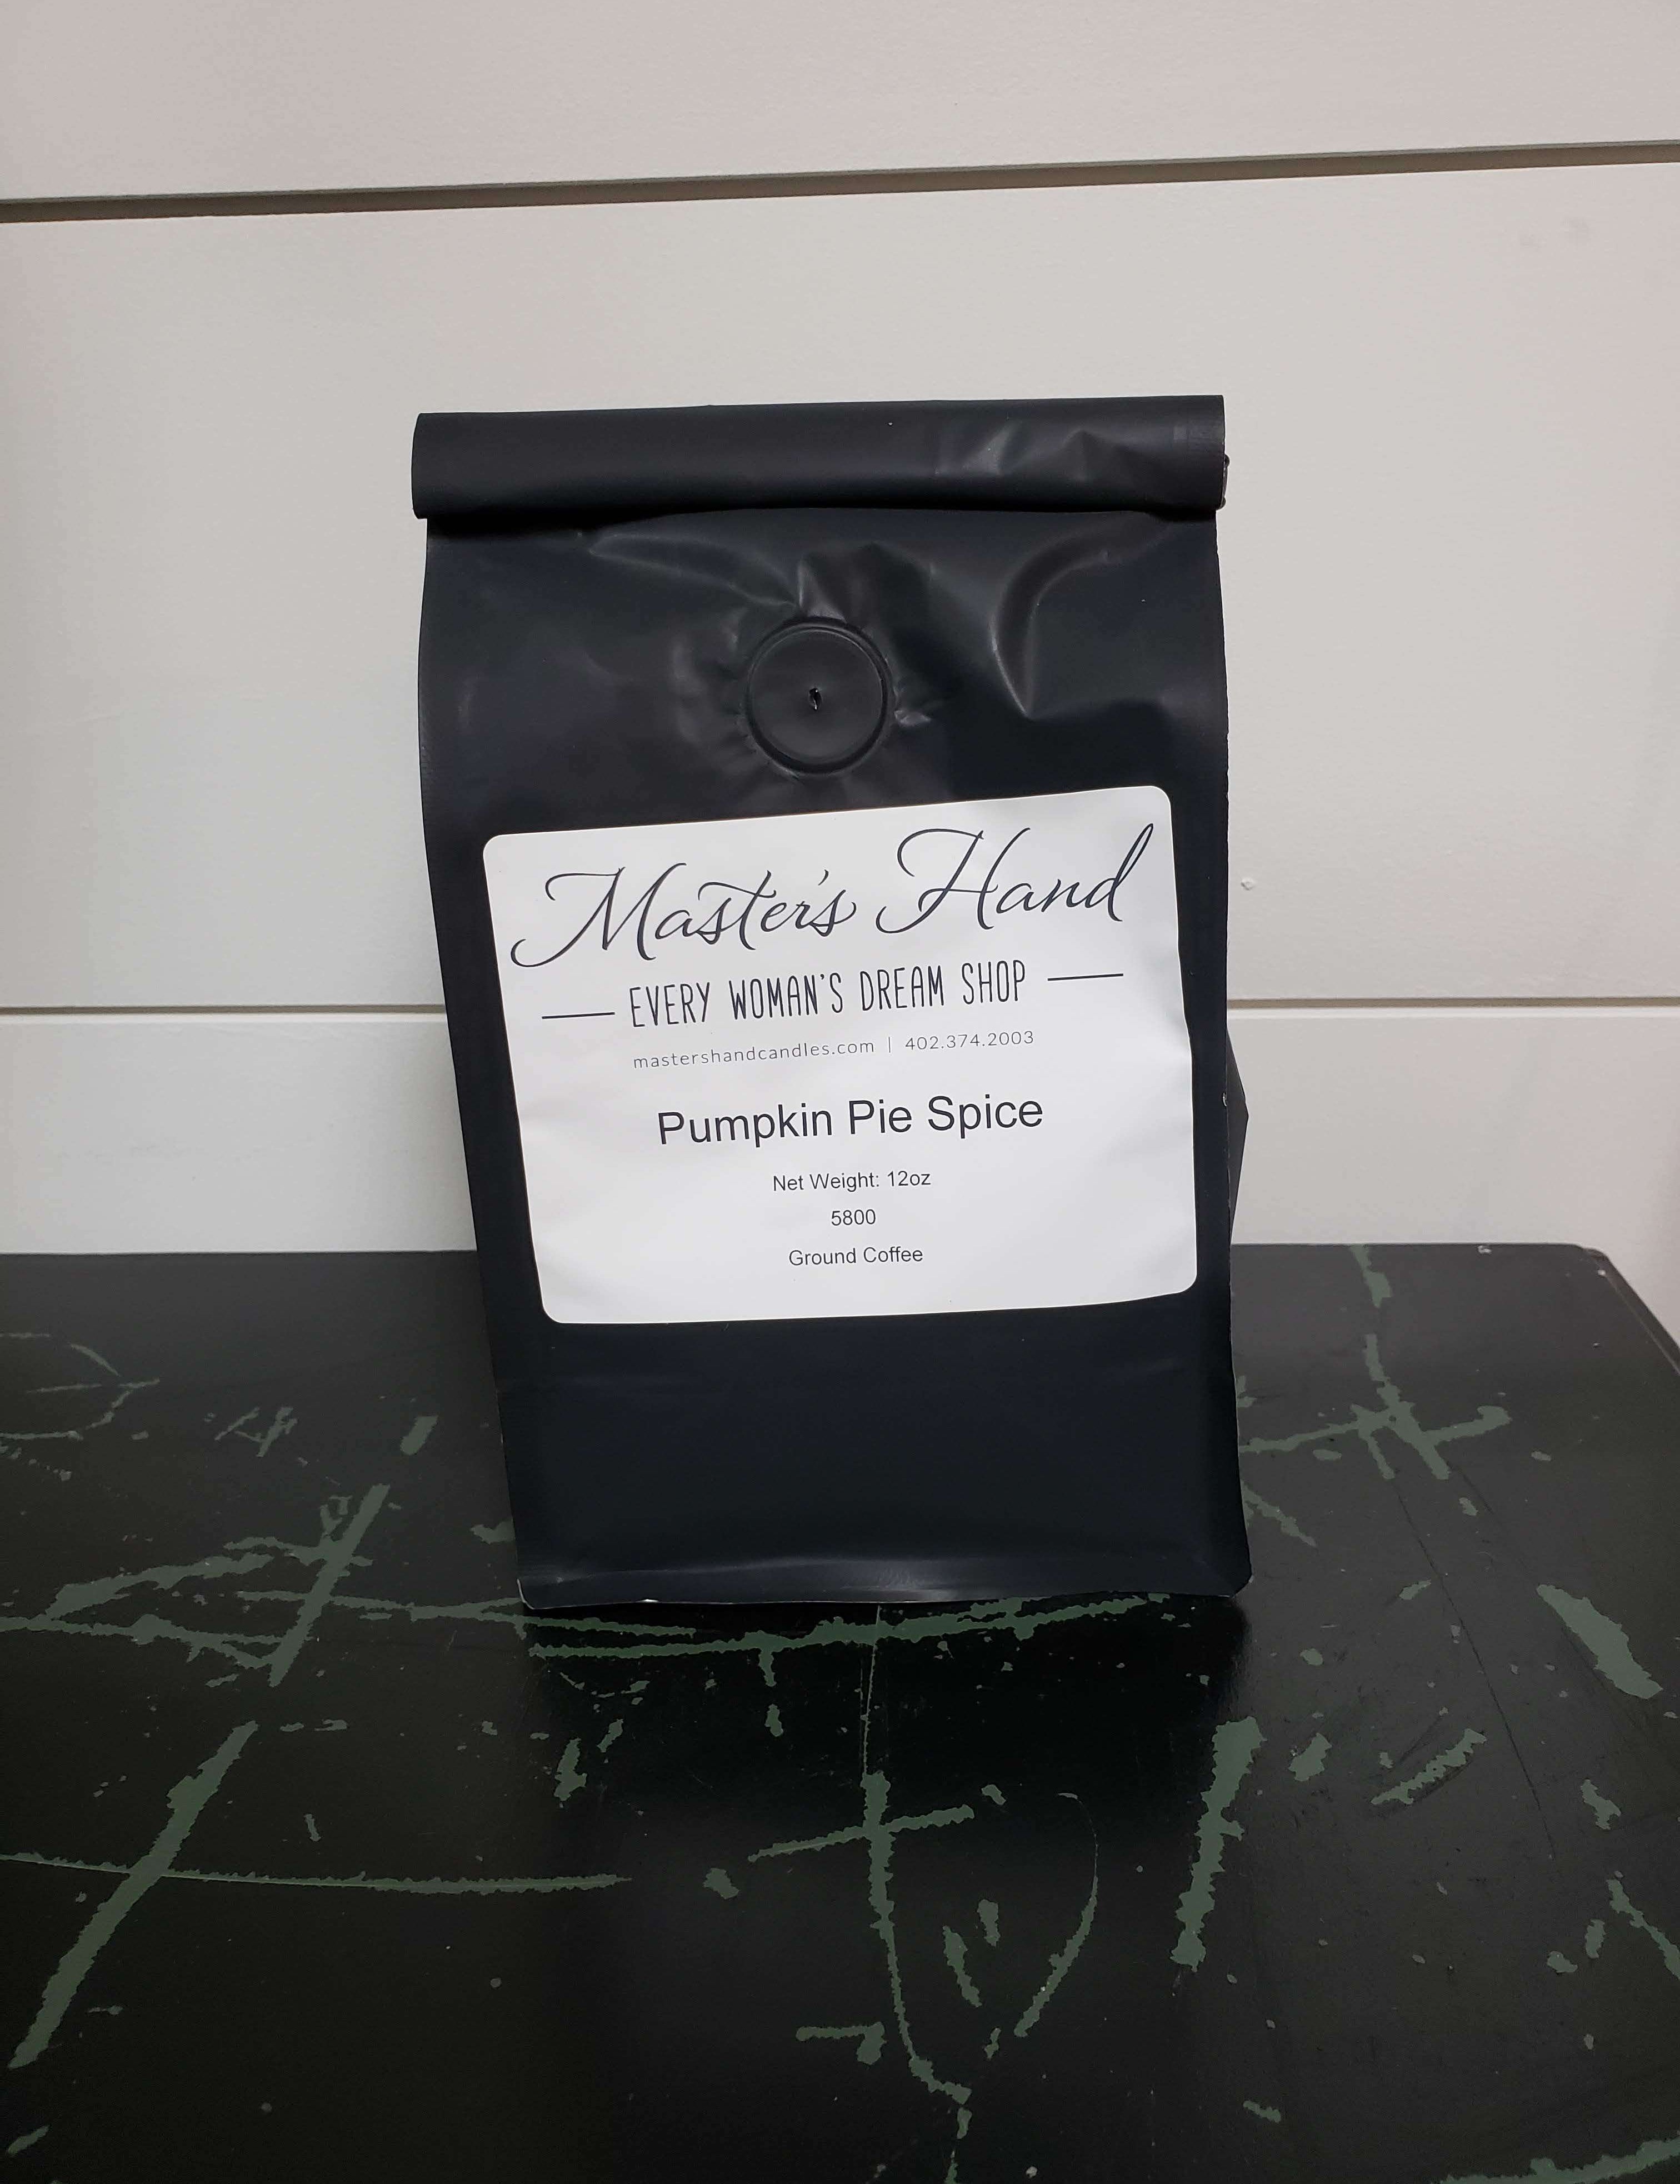 Master's Hand
EVERY WOMAN'S DREAM SHOP
mastershandcandles.com | 402.374.2003
Pumpkin Pie Spice
Net Weight: 12oz
5800
Ground Coffee